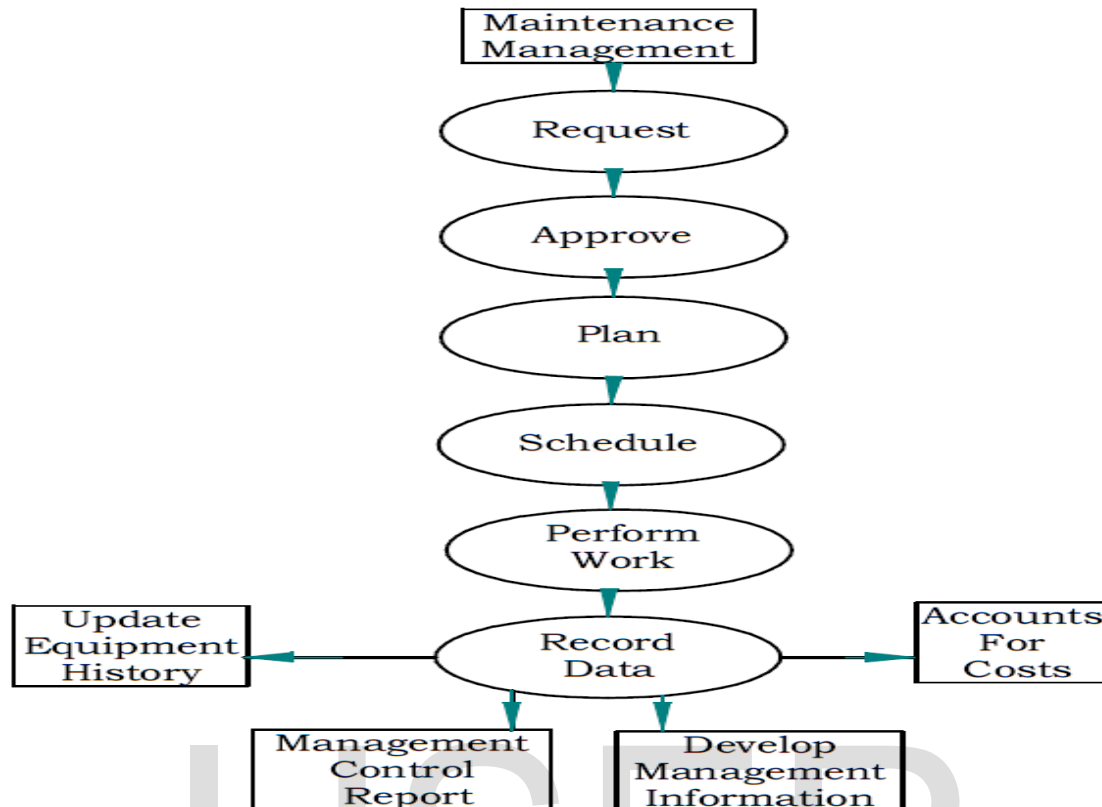 Maintenance
Management
Request
Approve
Plan
Schedule
Perform
Work
Record
Data
Update
Equipment
History
Accounts
For
Costs
Management
Control
Report
Develop
Management
Information